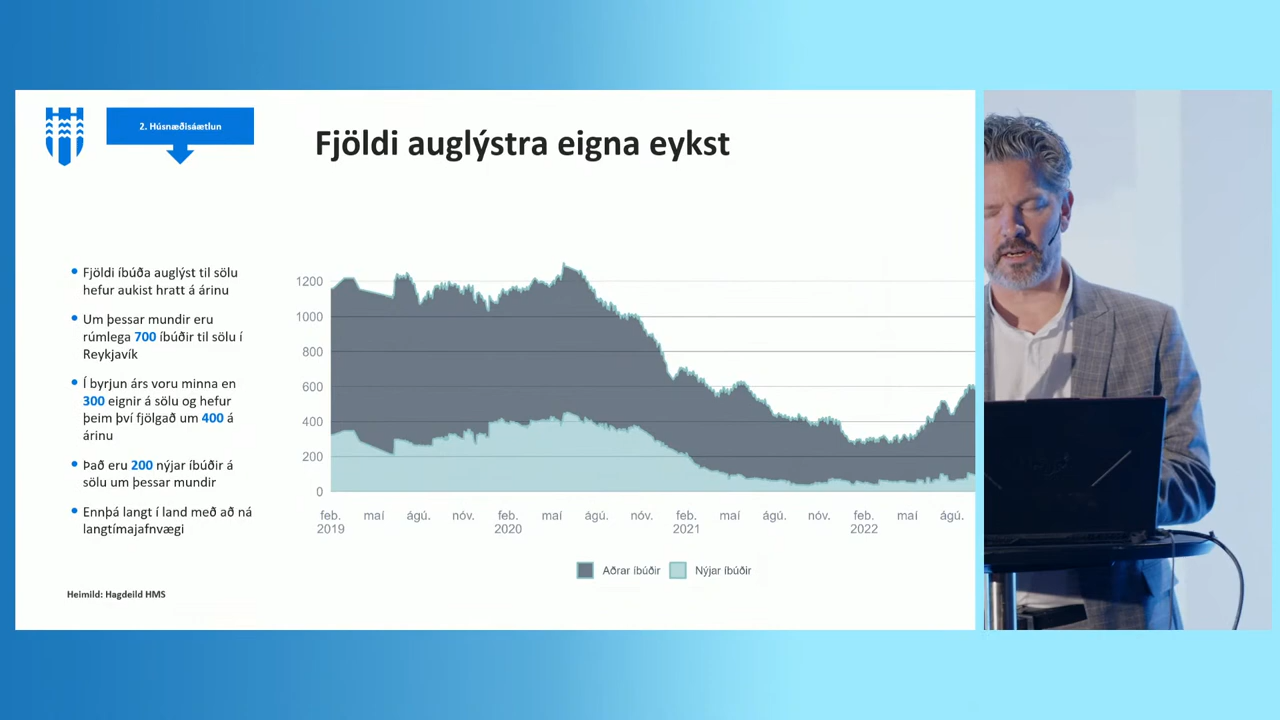 2. Húsnæðisáætlun
Fjöldi auglýstra eigna eykst
Fjöldi íbúða auglýst til sölu
hefur aukist hratt á árinu
Um þessar mundir eru
rúmlega 700 íbúðir til sölu í
Reykjavík
Í byrjun árs voru minna en
300 eignir á sölu og hefur
þeim því fjölgað um 400 á
árinu
Það eru 200 nýjar íbúðir á
sölu um þessar mundir
Ennþá langt í land með að ná
langtímajafnvægi
Heimild: Hagdeild HMS
1200
1000
800
600
400
200
0
feb. maí ágú. nóv. feb. maí ágú. nóv. feb. maí ágú. nóv. feb. maí ágú.
2019 2020 2021 2022
Aðrar íbúðir Nýjar íbúðir